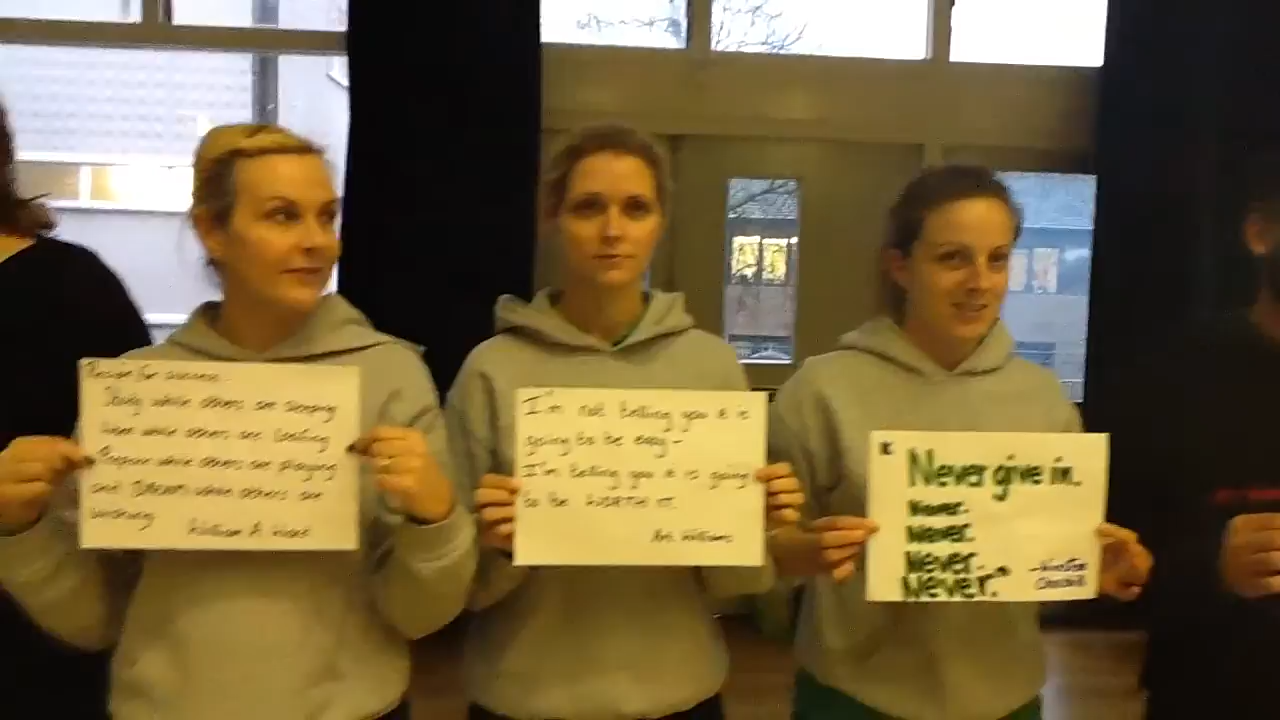 Recipe for success:
Study while others are sleeping
Work while others are loafing
Prepare while others are playing
and Dream while others are
wishing William A Ward
I'm not telling you it is
going to be easy -
I'm telling you it is going
to be WORTH IT.
Art Williams
" Never give in.
Never.
Never.
Never.
Never."
-Winston
Churchill